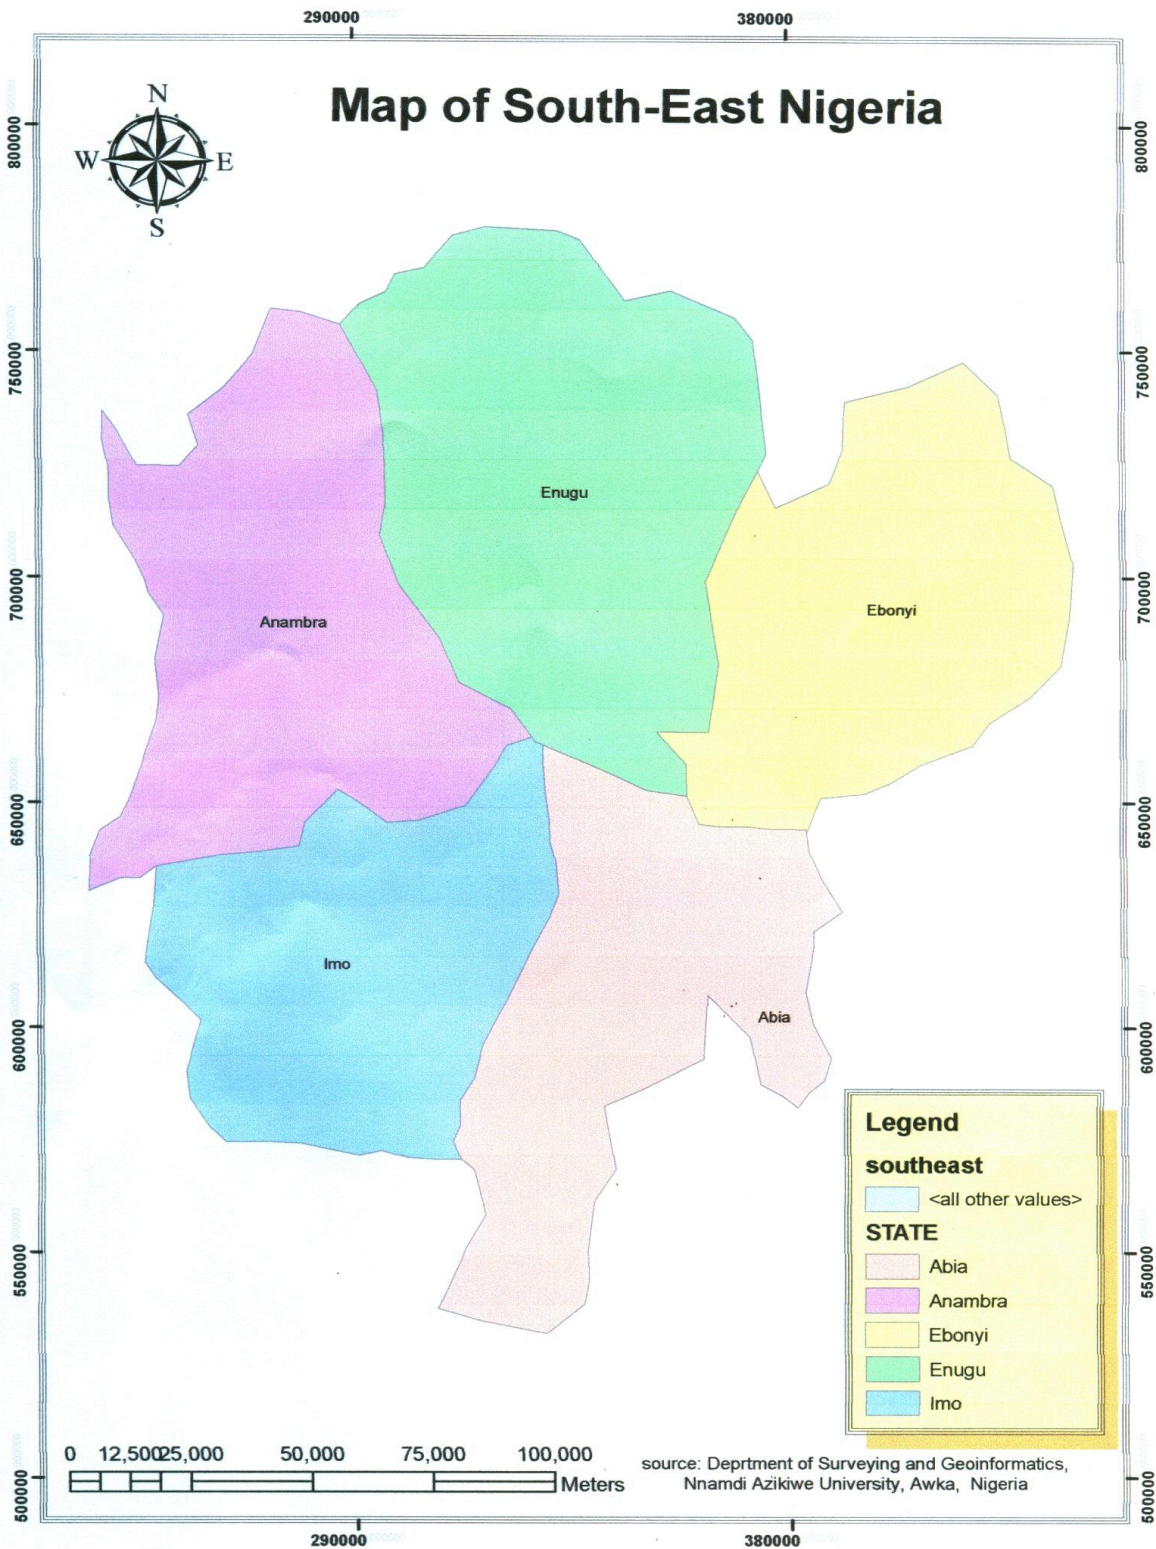 290000 380000
Map of South-East Nigeria
N
W E
S
800000 800000
750000 750000
700000 700000
650000 650000
600000 600000
550000 550000
500000 500000
Enugu
Ebonyi
Anambra
Imo
Abia
Legend
southeast
<all other values>
STATE
Abia
Anambra
Ebonyi
Enugu
Imo
0 12,500 25,000 50,000 75,000 100,000
Meters
source: Deprtment of Surveying and Geoinformatics,
Nnamdi Azikiwe University, Awka, Nigeria
290000 380000